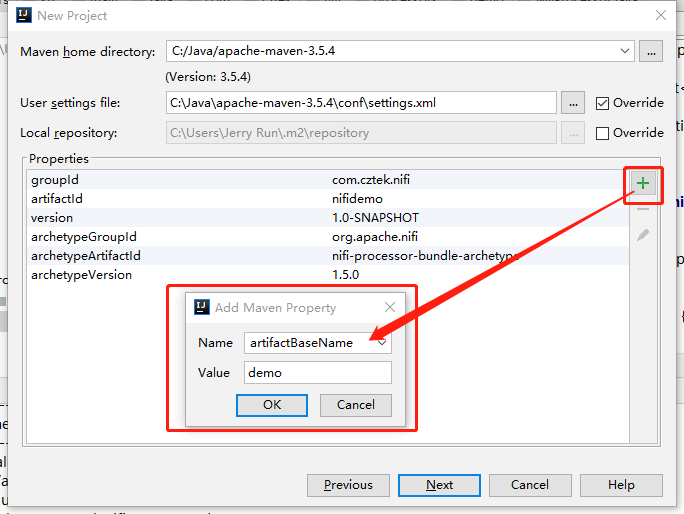 New Project
Maven home directory: C:/Java/apache-maven-3.5.4 ...
(Version: 3.5.4)
User settings file: C:\Java\apache-maven-3.5.4\conf\settings.xml ... Override
Local repository: C:\Users\Jerry Run\.m2\repository ... Override
Properties
groupId com.cztek.nifi
artifactId nifidemo
version 1.0-SNAPSHOT
archetypeGroupId org.apache.nifi
archetypeArtifactId nifi-processor-bundle-archetype
archetypeVersion 1.5.0
Add Maven Property
Name artifactBaseName
Value demo
OK Cancel
Previous Next Cancel Help